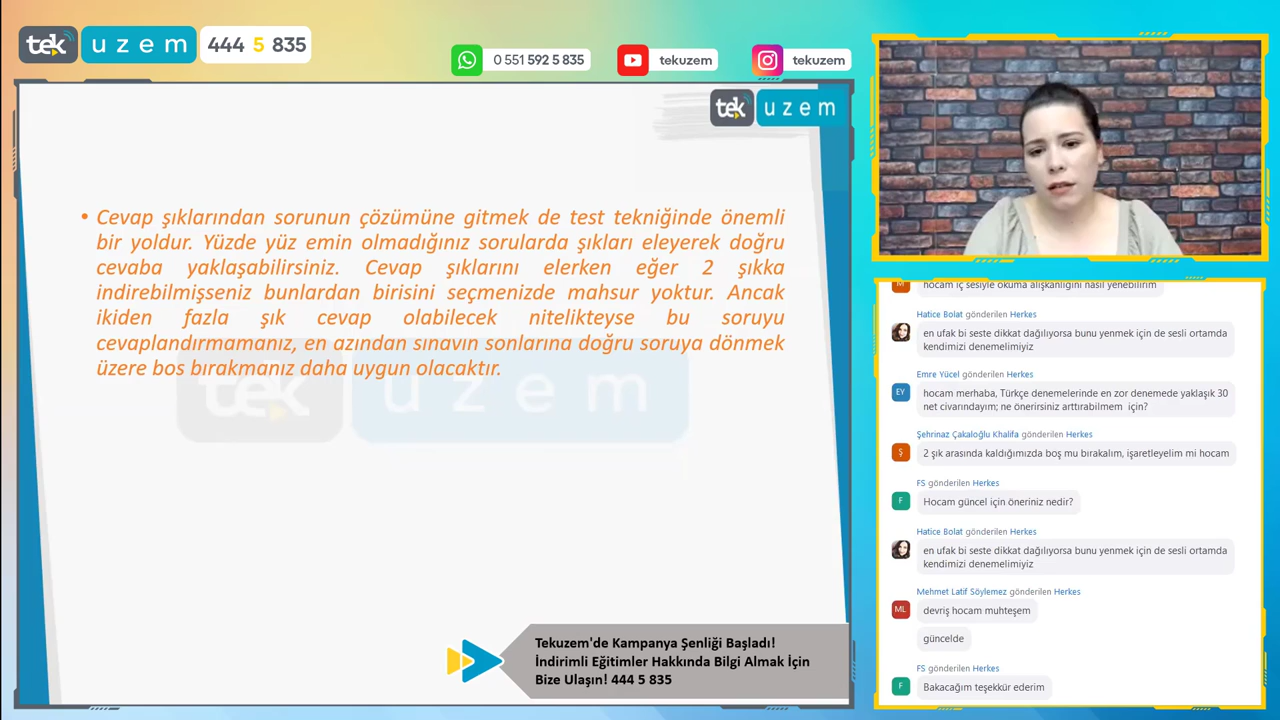 tek uzem 444 5 835
0 551 592 5 835
tekuzem
tekuzem
tek uzem
• Cevap şıklarından sorunun çözümüne gitmek de test tekniğinde önemli
bir yoldur. Yüzde yüz emin olmadığınız sorularda şıkları eleyerek doğru
cevaba yaklaşabilirsiniz. Cevap şıklarını elerken eğer 2 şıkka
indirebilmişseniz bunlardan birisini seçmenizde mahsur yoktur. Ancak
ikiden fazla şık cevap olabilecek nitelikteyse bu soruyu
cevaplandırmamanız, en azından sınavın sonlarına doğru soruya dönmek
üzere bos bırakmanız daha uygun olacaktır.
tek uzem
Tekuzem'de Kampanya Şenliği Başladı!
İndirimli Eğitimler Hakkında Bilgi Almak İçin
Bize Ulaşın! 444 5 835
M
hocam iç sesiyle okuma alışkanlığını nasıl yenebilirim
Hatice Bolat gönderilen Herkes
en ufak bi seste dikkat dağılıyorsa bunu yenmek için de sesli ortamda
kendimizi denemelimiyiz
Emre Yücel gönderilen Herkes
EY
hocam merhaba, Türkçe denemelerinde en zor denemede yaklaşık 30
net civarındayım; ne önerirsiniz arttırabilmem için?
Şehrinaz Çakaloğlu Khalifa gönderilen Herkes
Ş
2 şık arasında kaldığımızda boş mu bırakalım, işaretleyelim mi hocam
FS gönderilen Herkes
F
Hocam güncel için öneriniz nedir?
Hatice Bolat gönderilen Herkes
en ufak bi seste dikkat dağılıyorsa bunu yenmek için de sesli ortamda
kendimizi denemelimiyiz
Mehmet Latif Söylemez gönderilen Herkes
ML
devriş hocam muhteşem
güncelde
FS gönderilen Herkes
F
Bakacağım teşekkür ederim